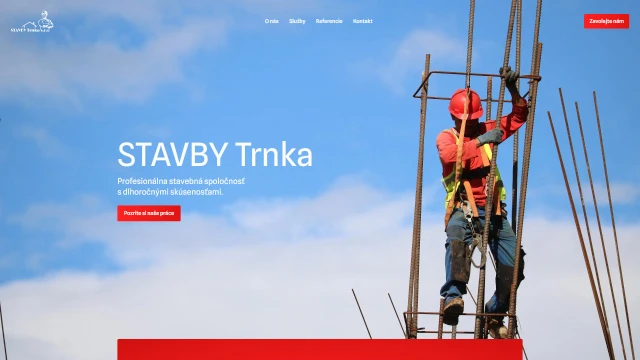 STAVBY Trnka s.r.o
O nás
Služby
Referencie
Kontakt
Zavolajte nám
STAVBY Trnka
Profesionálna stavebná spoločnosť
s dlhoročnými skúsenosťami.
Pozrite si naše práce